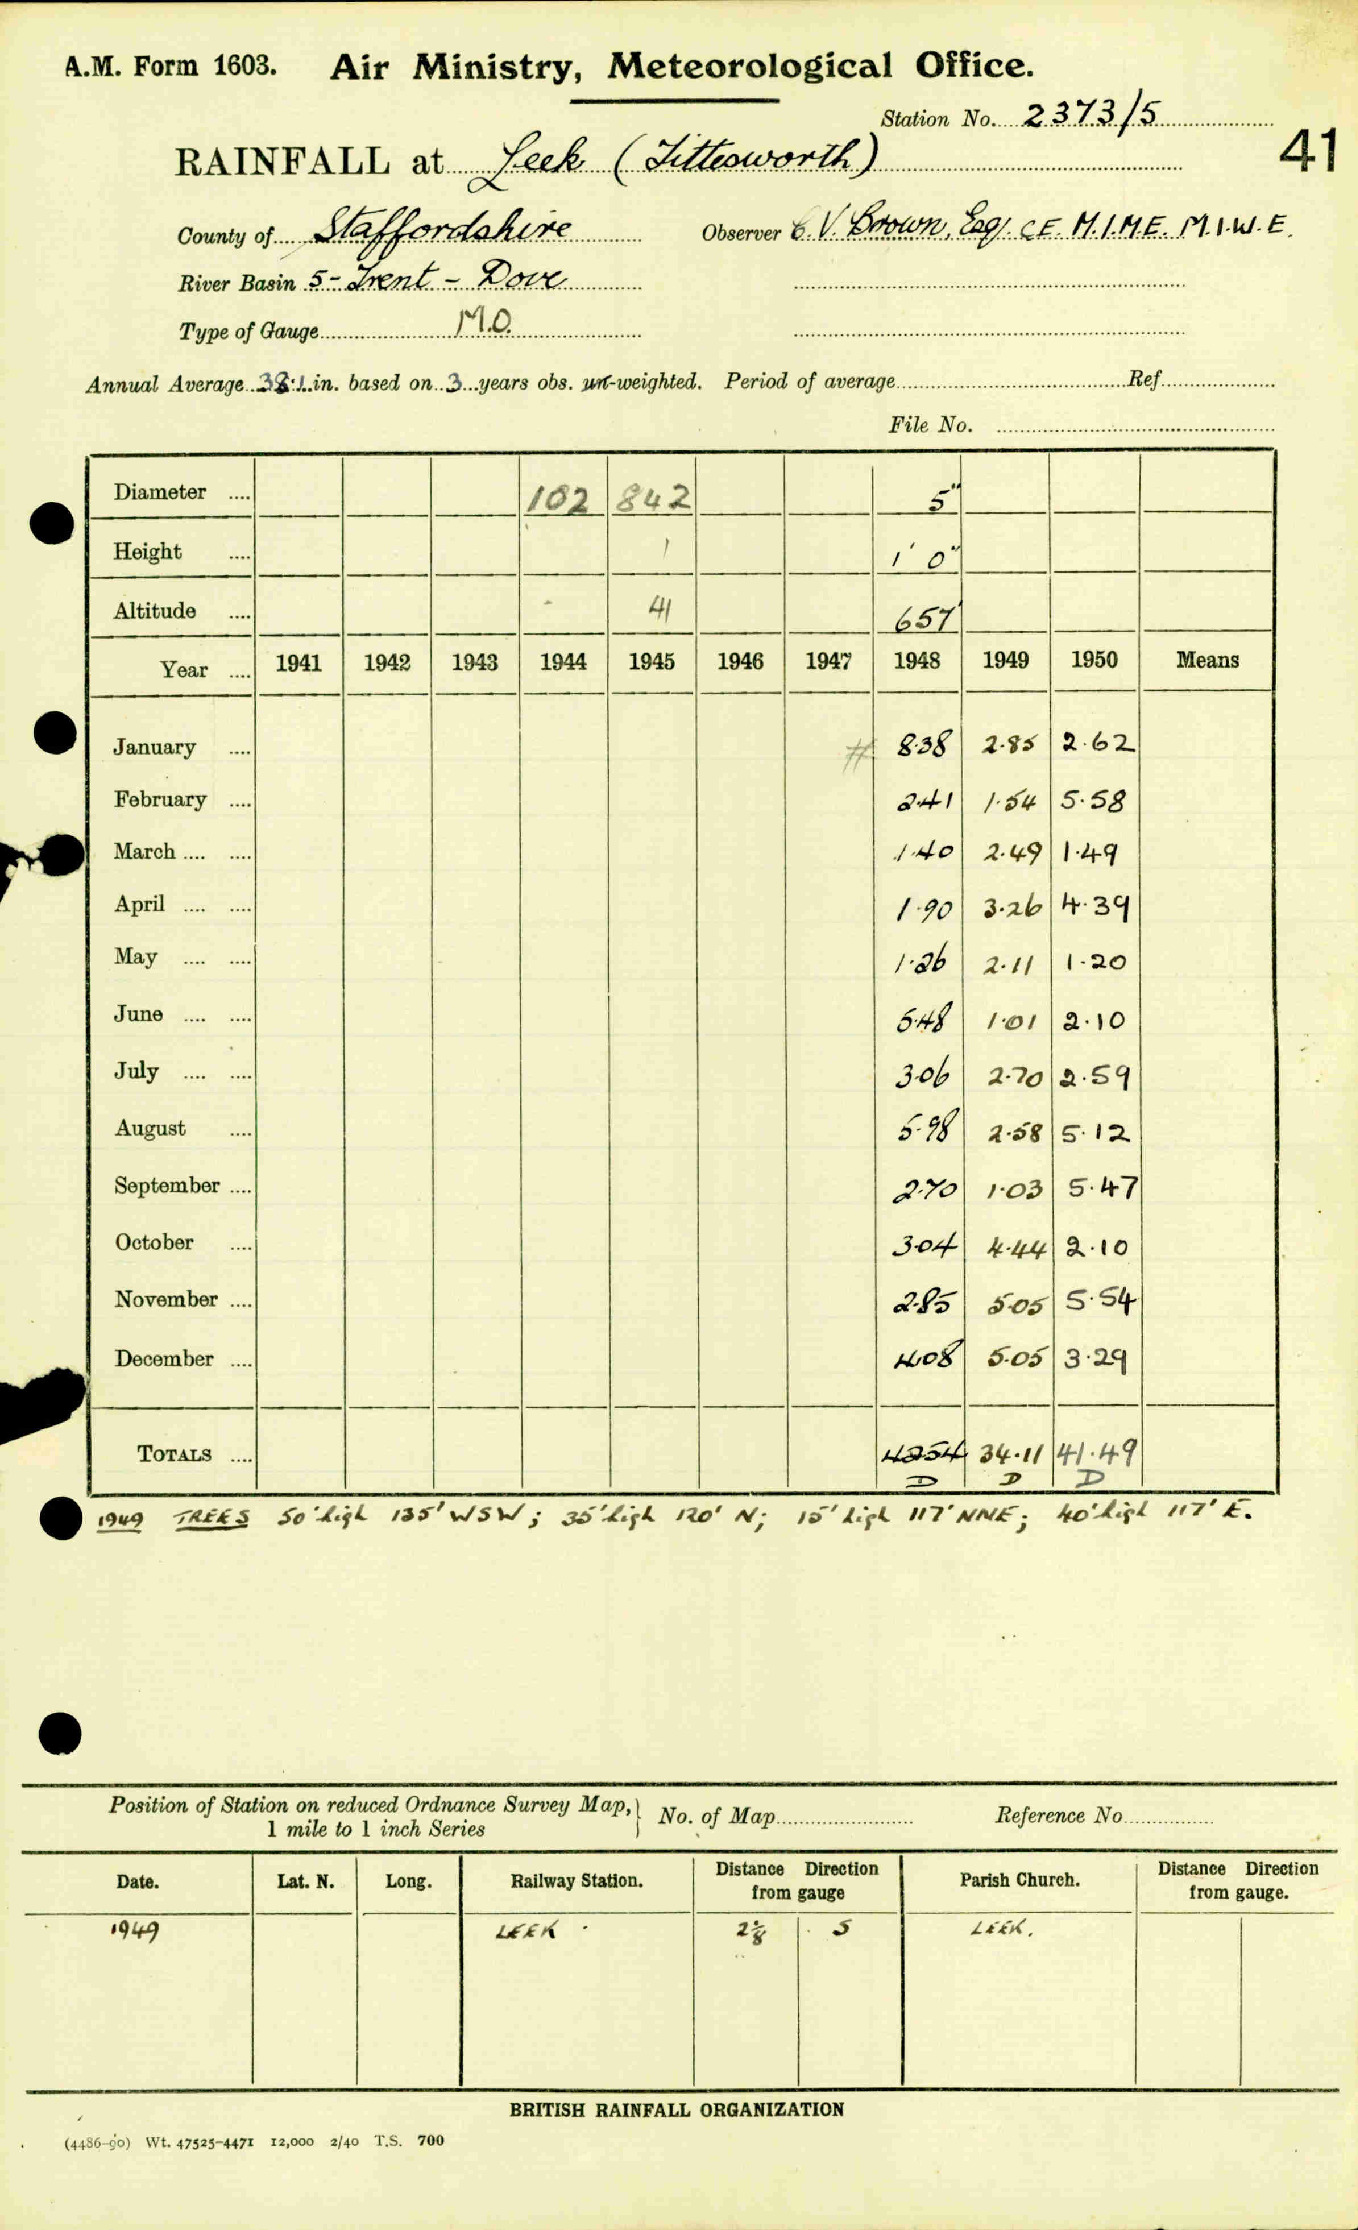 A.M. Form 1603. Air Ministry, Meteorological Office.
Station No. 2373/5
41
RAINFALL at Leek (Tittesworth)
County of Staffordshire Observer C. V. Brown, Esq. C.E. M.I.M.E. M.I.W.E.
River Basin 5 - Trent - Dove
Type of Gauge M.O.
Annual Average 38.1 in. based on 3 years obs. un-weighted. Period of average Ref.
File No.
Diameter .... 102 842 5"
Height .... 1 1' 0"
Altitude .... 41 657'
Year .... 1941 1942 1943 1944 1945 1946 1947 1948 1949 1950 Means
January .... # 8.38 2.85 2.62
February .... 2.41 1.54 5.58
March .... .... 1.40 2.49 1.49
April .... .... 1.90 3.26 4.39
May .... .... 1.26 2.11 1.20
June .... .... 5.48 1.01 2.10
July .... .... 3.06 2.70 2.59
August .... 5.98 2.58 5.12
September .... 2.70 1.03 5.47
October .... 3.04 4.44 2.10
November .... 2.85 5.05 5.54
December .... 4.08 5.05 3.29
TOTALS .... 42.54 34.11 41.49
D D D
1949 TREES 50' high 135' WSW; 35' high 120' N; 15' high 117' NNE; 40' high 117' E.
Position of Station on reduced Ordnance Survey Map, No. of Map Reference No.
1 mile to 1 inch Series
Date. Lat. N. Long. Railway Station. Distance Direction from gauge Parish Church. Distance Direction from gauge.
1949 LEEK 2⅛ S LEEK.
BRITISH RAINFALL ORGANIZATION
(4486-90) Wt. 47525-4471 12,000 2/40 T.S. 700